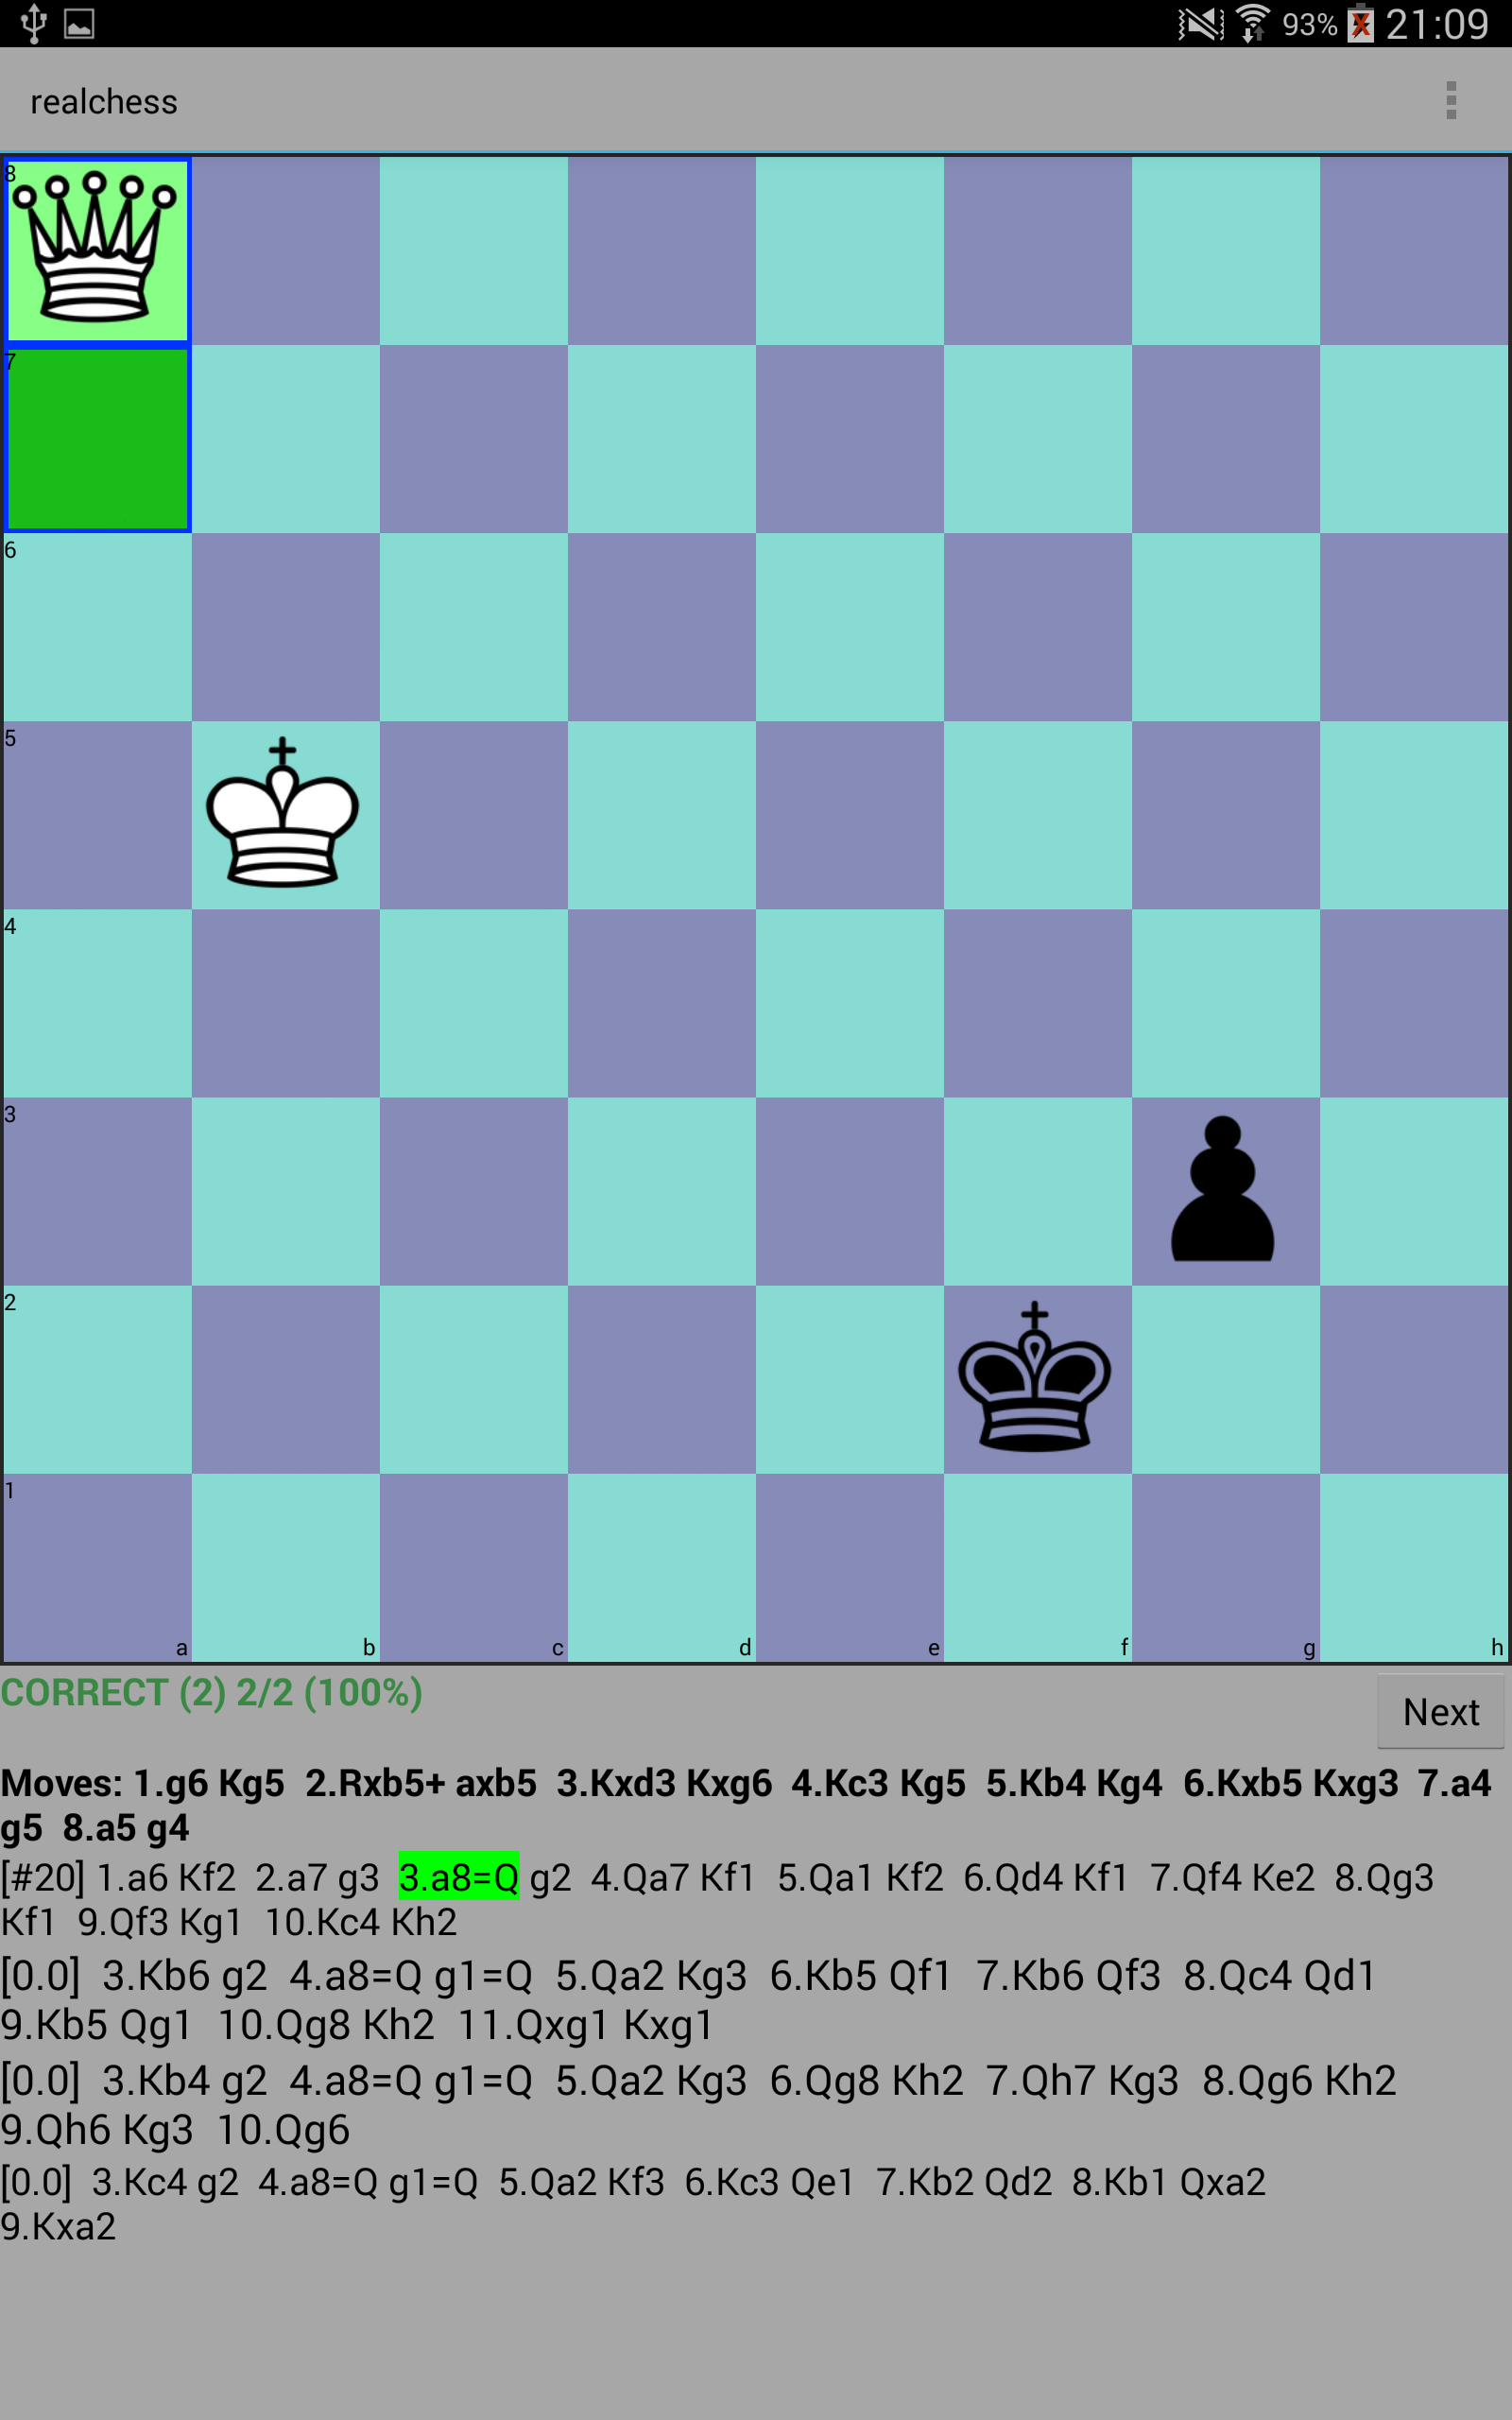 93% 21:09
realchess
8
7
6
5
4
3
2
1
a b c d e f g h
CORRECT (2) 2/2 (100%)
Next
Moves: 1.g6 Kg5 2.Rxb5+ axb5 3.Kxd3 Kxg6 4.Kc3 Kg5 5.Kb4 Kg4 6.Kxb5 Kxg3 7.a4
g5 8.a5 g4
[#20] 1.a6 Kf2 2.a7 g3 3.a8=Q g2 4.Qa7 Kf1 5.Qa1 Kf2 6.Qd4 Kf1 7.Qf4 Ke2 8.Qg3
Kf1 9.Qf3 Kg1 10.Kc4 Kh2
[0.0] 3.Kb6 g2 4.a8=Q g1=Q 5.Qa2 Kg3 6.Kb5 Qf1 7.Kb6 Qf3 8.Qc4 Qd1
9.Kb5 Qg1 10.Qg8 Kh2 11.Qxg1 Kxg1
[0.0] 3.Kb4 g2 4.a8=Q g1=Q 5.Qa2 Kg3 6.Qg8 Kh2 7.Qh7 Kg3 8.Qg6 Kh2
9.Qh6 Kg3 10.Qg6
[0.0] 3.Kc4 g2 4.a8=Q g1=Q 5.Qa2 Kf3 6.Kc3 Qe1 7.Kb2 Qd2 8.Kb1 Qxa2
9.Kxa2